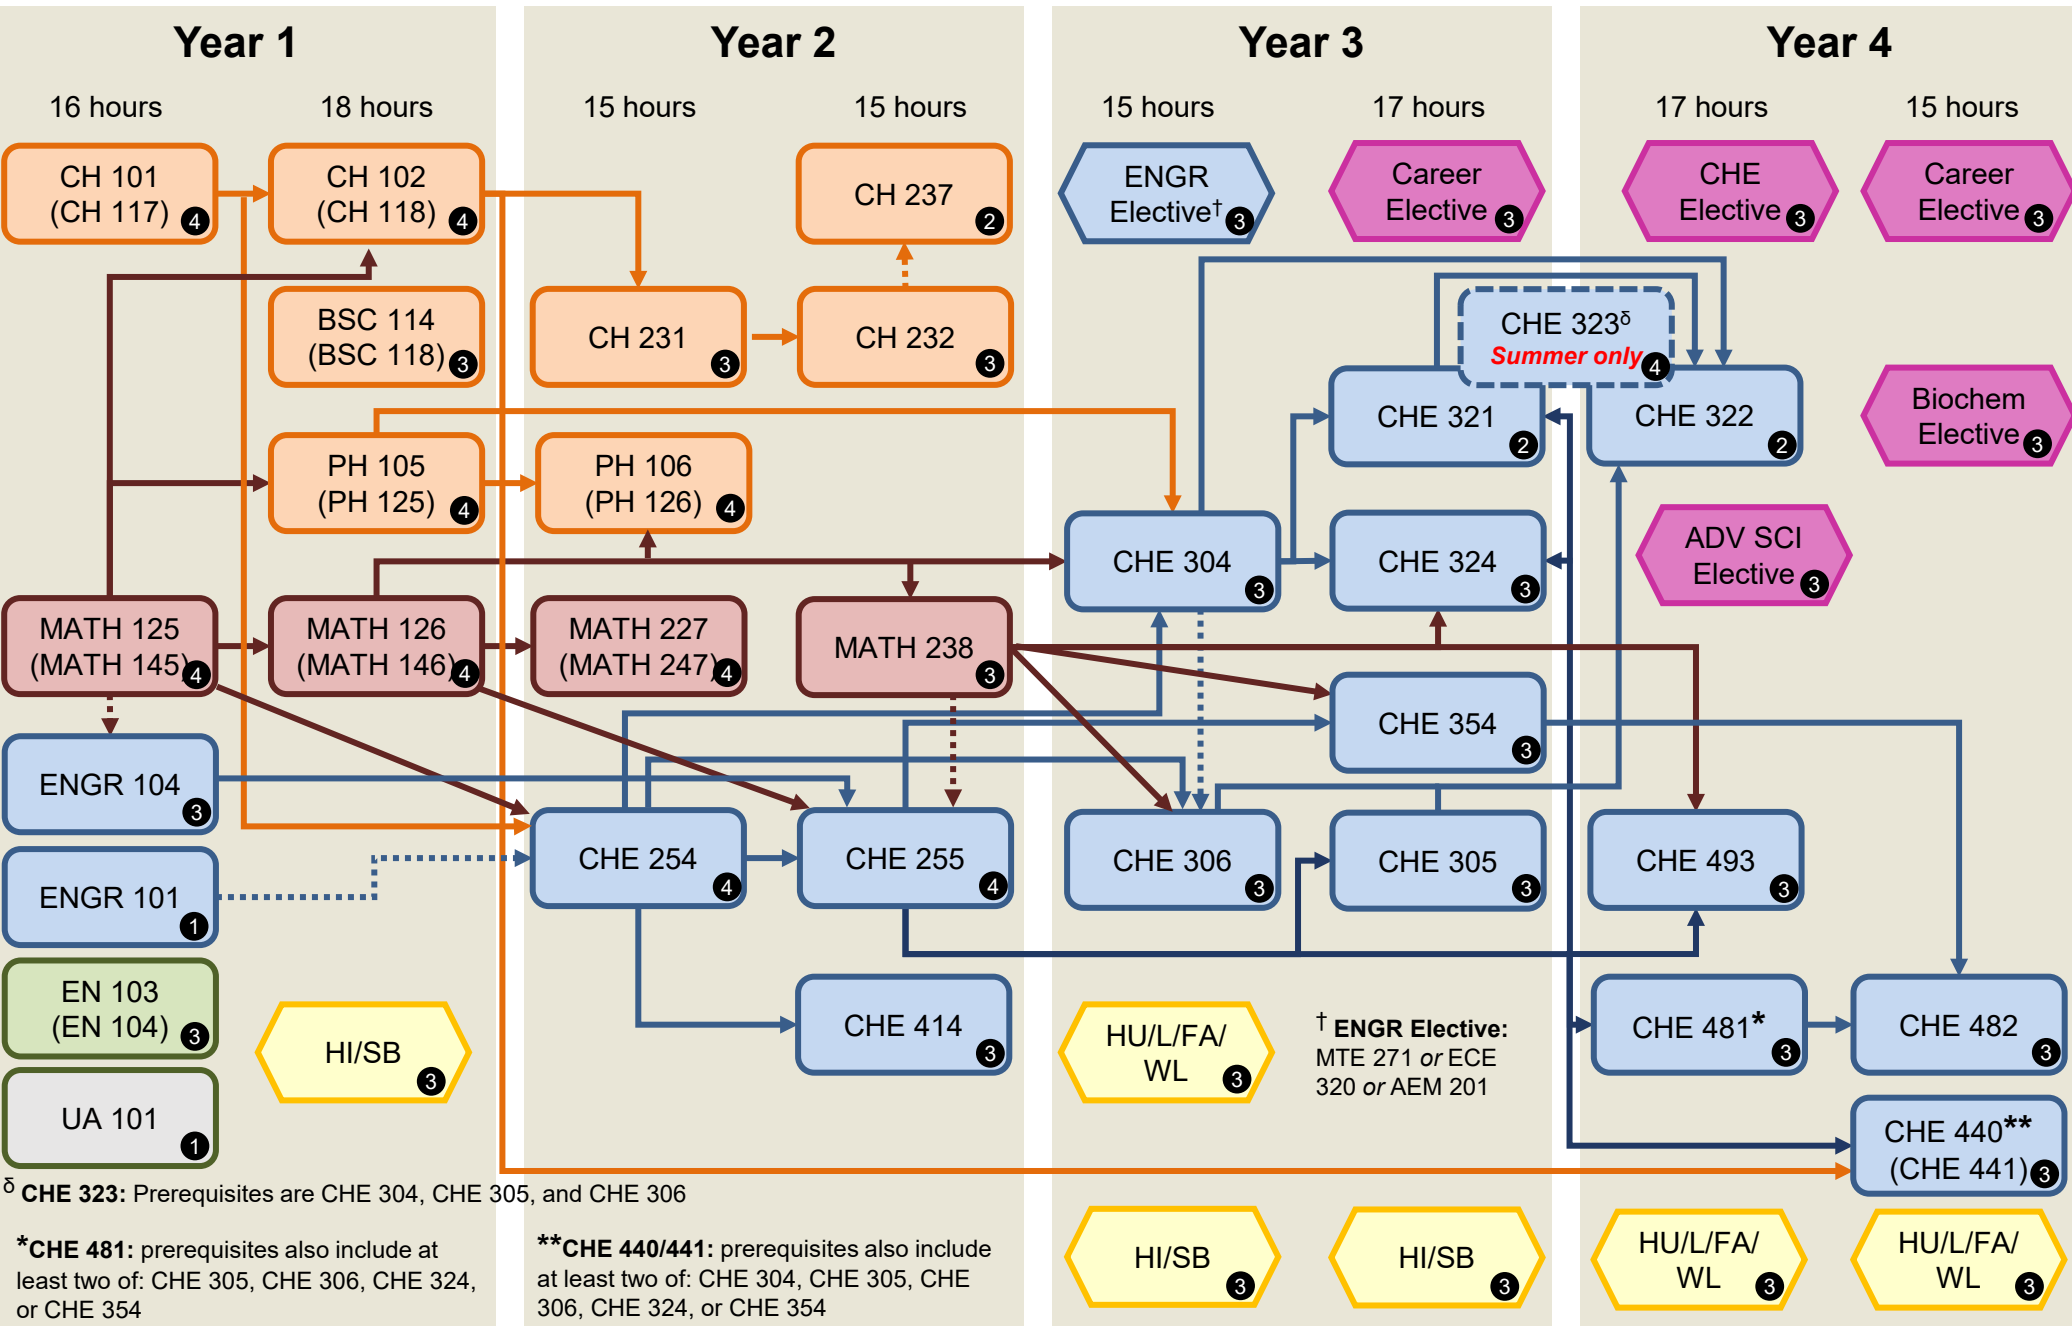 Year 1
Year 2
Year 3
Year 4
16 hours
18 hours
15 hours
15 hours
15 hours
17 hours
17 hours
15 hours
CH 101
(CH 117)
4
CH 102
(CH 118)
4
CH 237
2
ENGR
Elective†
3
Career
Elective
3
CHE
Elective
3
Career
Elective
3
BSC 114
(BSC 118)
3
CH 231
3
CH 232
3
CHE 323δ
Summer only
4
PH 105
(PH 125)
4
PH 106
(PH 126)
4
CHE 321
2
CHE 322
2
Biochem
Elective
3
CHE 304
3
CHE 324
3
ADV SCI
Elective
3
MATH 125
(MATH 145)
4
MATH 126
(MATH 146)
4
MATH 227
(MATH 247)
4
MATH 238
3
CHE 354
3
ENGR 104
3
CHE 254
4
CHE 255
4
CHE 306
3
CHE 305
3
CHE 493
3
ENGR 101
1
EN 103
(EN 104)
3
HI/SB
3
CHE 414
3
HU/L/FA/
WL
3
† ENGR Elective:
MTE 271 or ECE
320 or AEM 201
CHE 481*
3
CHE 482
3
UA 101
1
CHE 440**
(CHE 441)
3
δ CHE 323: Prerequisites are CHE 304, CHE 305, and CHE 306
*CHE 481: prerequisites also include at
least two of: CHE 305, CHE 306, CHE 324,
or CHE 354
**CHE 440/441: prerequisites also include
at least two of: CHE 304, CHE 305, CHE
306, CHE 324, or CHE 354
HI/SB
3
HI/SB
3
HU/L/FA/
WL
3
HU/L/FA/
WL
3